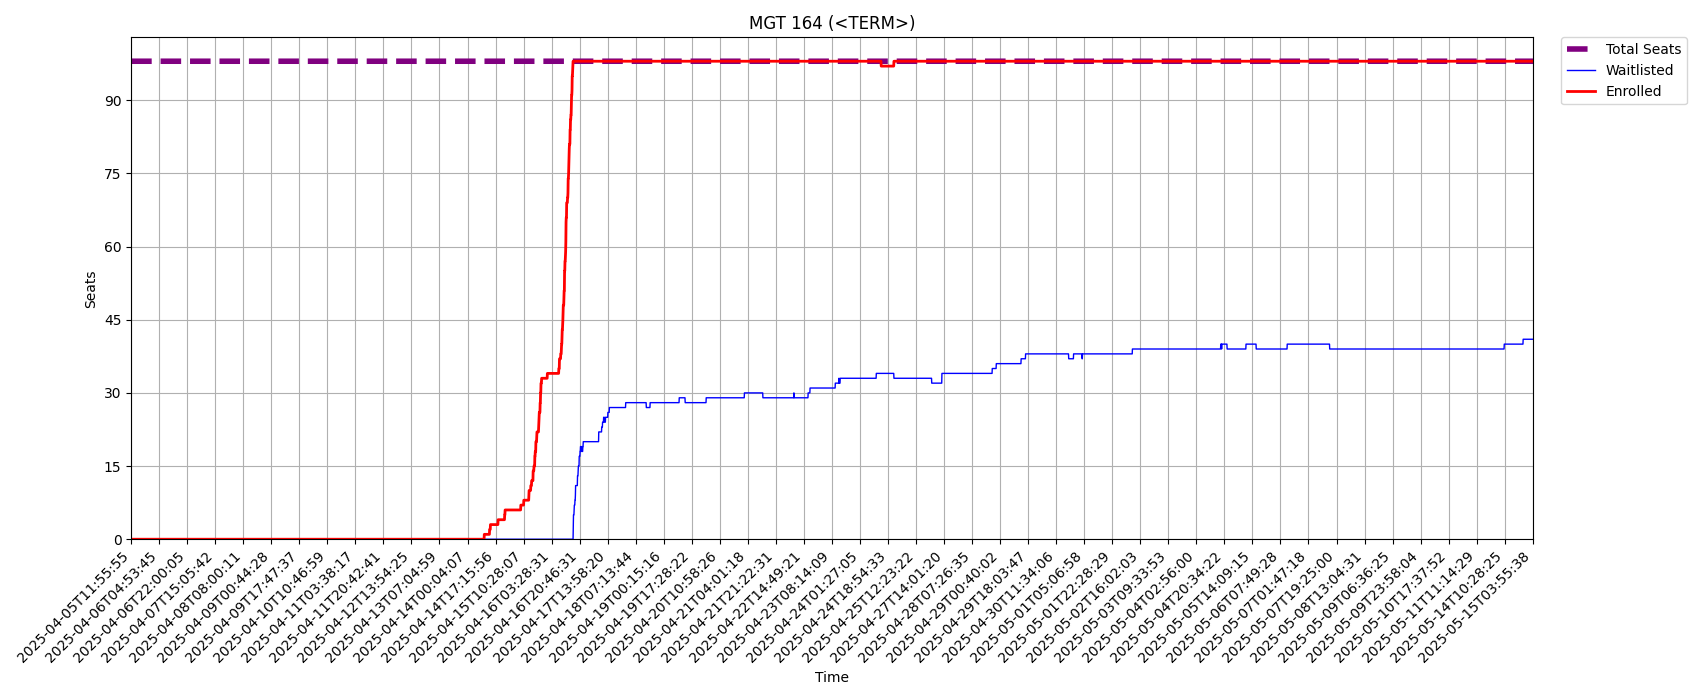 MGT 164 (<TERM>)
Total Seats
Waitlisted
Enrolled
90
75
60
45
30
15
0
Seats
2025-04-05T11:55:55
2025-04-06T04:53:45
2025-04-06T22:00:05
2025-04-07T15:05:42
2025-04-08T08:00:11
2025-04-09T00:44:28
2025-04-09T17:47:37
2025-04-10T10:46:59
2025-04-11T03:38:17
2025-04-11T20:42:41
2025-04-12T13:54:25
2025-04-13T07:04:59
2025-04-14T00:04:07
2025-04-14T17:15:56
2025-04-15T10:28:07
2025-04-16T03:28:31
2025-04-16T20:46:31
2025-04-17T13:58:20
2025-04-18T07:13:44
2025-04-19T00:15:16
2025-04-19T17:28:22
2025-04-20T10:58:26
2025-04-21T04:01:18
2025-04-21T21:22:31
2025-04-22T14:49:21
2025-04-23T08:14:09
2025-04-24T01:27:05
2025-04-24T18:54:33
2025-04-25T12:23:22
2025-04-27T14:01:20
2025-04-28T07:26:35
2025-04-29T00:40:02
2025-04-29T18:03:47
2025-04-30T11:34:06
2025-05-01T05:06:58
2025-05-01T22:28:29
2025-05-02T16:02:03
2025-05-03T09:33:53
2025-05-04T02:56:00
2025-05-04T20:34:22
2025-05-05T14:09:15
2025-05-06T07:49:28
2025-05-07T01:47:18
2025-05-07T19:25:00
2025-05-08T13:04:31
2025-05-09T06:36:25
2025-05-09T23:58:04
2025-05-10T17:37:52
2025-05-11T11:14:29
2025-05-14T10:28:25
2025-05-15T03:55:38
Time